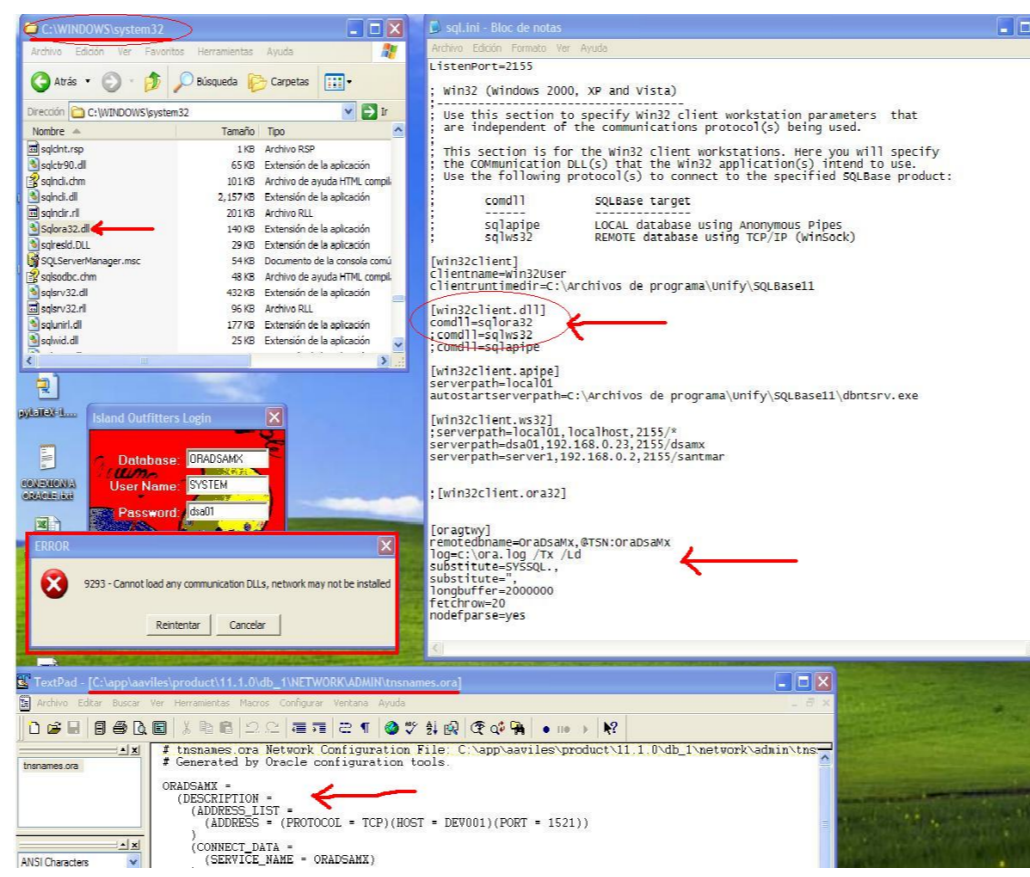 C:\WINDOWS\system32
Archivo Edición Ver Favoritos Herramientas Ayuda
Atrás Búsqueda Carpetas
Dirección C:\WINDOWS\system32 Ir
Nombre Tamaño Tipo
sqldnt.rsp 1 KB Archivo RSP
sqlctr90.dll 65 KB Extensión de la aplicación
sqlncli.chm 101 KB Archivo de ayuda HTML compil
sqlncli.dll 2,157 KB Extensión de la aplicación
sqlnclr.rll 201 KB Archivo RLL
Sqlora32.dll 140 KB Extensión de la aplicación
sqlresld.DLL 29 KB Extensión de la aplicación
SQLServerManager.msc 54 KB Documento de la consola comú
sqlsodbc.chm 48 KB Archivo de ayuda HTML compil
sqlsrv32.dll 432 KB Extensión de la aplicación
sqlsrv32.rll 96 KB Archivo RLL
sqlunirl.dll 177 KB Extensión de la aplicación
sqlwid.dll 25 KB Extensión de la aplicación
CONEXION A
ORACLE.txt
Island Outfitters Login
Database: ORADSAMX
User Name: SYSTEM
Password: dsa01
ERROR
9293 - Cannot load any communication DLLs, network may not be installed
Reintentar Cancelar
sql.ini - Bloc de notas
Archivo Edición Formato Ver Ayuda
ListenPort=2155
; Win32 (Windows 2000, XP and Vista)
;----------------------------------
; Use this section to specify Win32 client workstation parameters that
; are independent of the communications protocol(s) being used.
;
; This section is for the Win32 client workstations. Here you will specify
; the COMmunication DLL(s) that the Win32 application(s) intend to use.
; Use the following protocol(s) to connect to the specified SQLBase product:
;
; comdll SQLBase target
; ------ --------------
; sqlapipe LOCAL database using Anonymous Pipes
; sqlws32 REMOTE database using TCP/IP (WinSock)
[win32client]
clientname=Win32User
clientruntimedir=C:\Archivos de programa\Unify\SQLBase11
[win32client.dll]
comdll=sqlora32
;comdll=sqlws32
;comdll=sqlapipe
[win32client.apipe]
serverpath=local01
autostartserverpath=C:\Archivos de programa\Unify\SQLBase11\dbntsrv.exe
[win32client.ws32]
;serverpath=local01,localhost,2155/*
serverpath=dsa01,192.168.0.23,2155/dsamx
serverpath=server1,192.168.0.2,2155/santmar
;[win32client.ora32]
[oragtwy]
remotedbname=OraDsaMx,@TSN:OraDsaMx
log=c:\ora.log /Tx /Ld
substitute=SYSSQL.,
substitute=",
longbuffer=2000000
fetchrow=20
nodefparse=yes
TextPad - [C:\app\aaviles\product\11.1.0\db_1\NETWORK\ADMIN\tnsnames.ora]
Archivo Editar Buscar Ver Herramientas Macros Configurar Ventana Ayuda
tnsnames.ora
ANSI Characters
# tnsnames.ora Network Configuration File: C:\app\aaviles\product\11.1.0\db_1\network\admin\tns
# Generated by Oracle configuration tools.
ORADSAMX =
(DESCRIPTION =
(ADDRESS_LIST =
(ADDRESS = (PROTOCOL = TCP)(HOST = DEV001)(PORT = 1521))
)
(CONNECT_DATA =
(SERVICE_NAME = ORADSAMX)